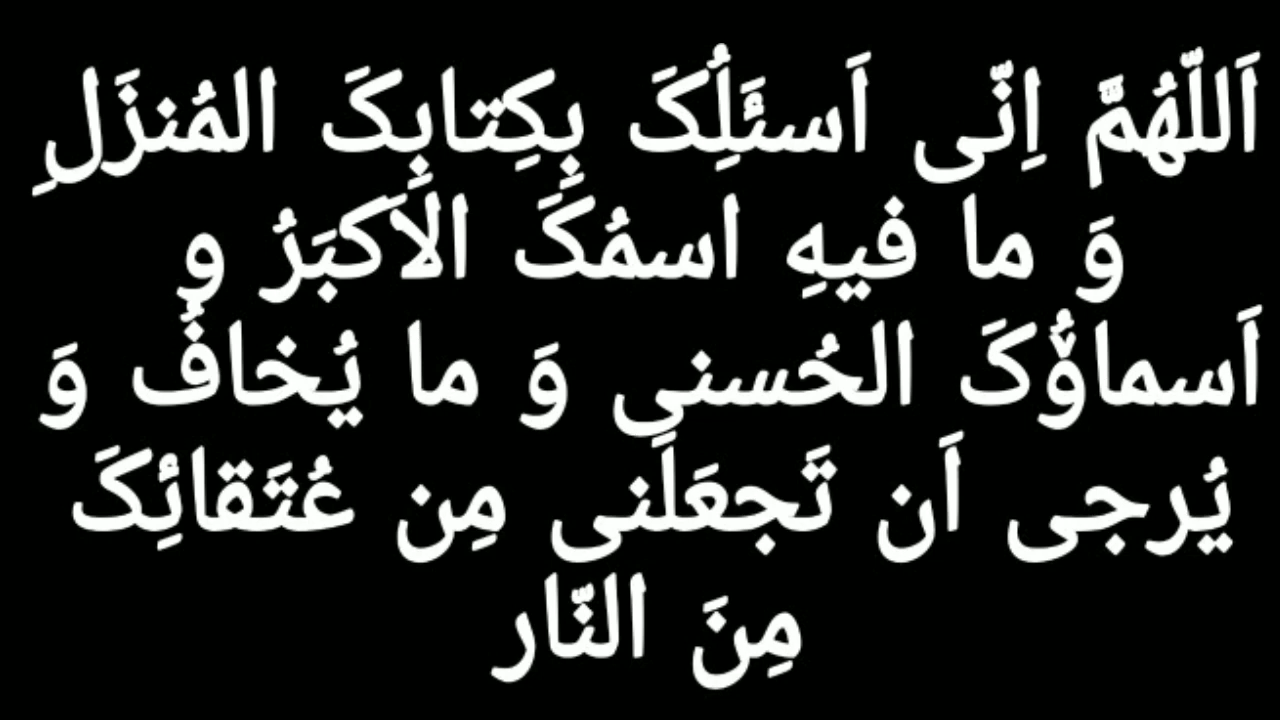 اَللّهُمَّ اِنّی اَسئَلُِکَ بِکِتابِکَ المُنزَلِ
وَ ما فیهِ اسمُکَ الاَکبَرُ و
اَسماؤُکَ الحُسنی وَ ما یُخافُ وَ
یُرجی اَن تَجعَلَنی مِن عُتَقائِکَ
مِنَ النّار